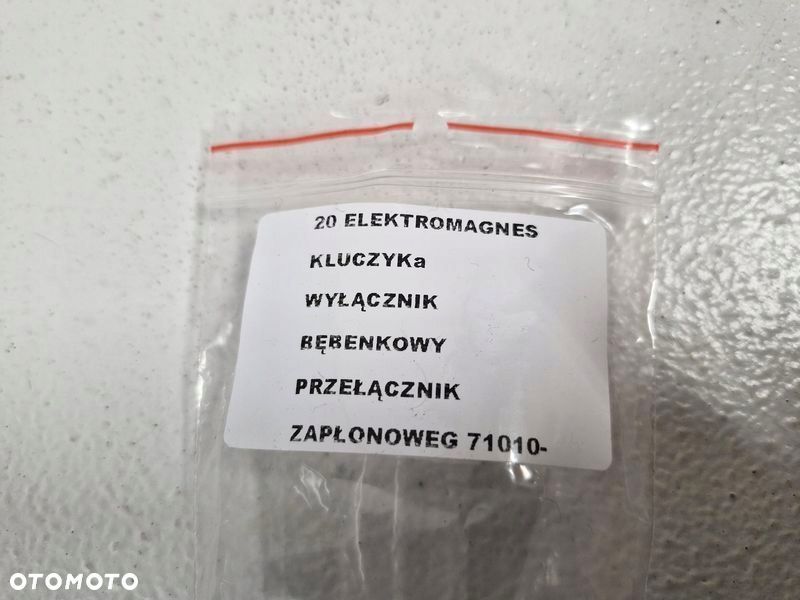 20 ELEKTROMAGNES
KLUCZYKa
WYŁĄCZNIK
BĘBENKOWY
PRZEŁĄCZNIK
ZAPŁONOWEG 71010-
OTOMOTO